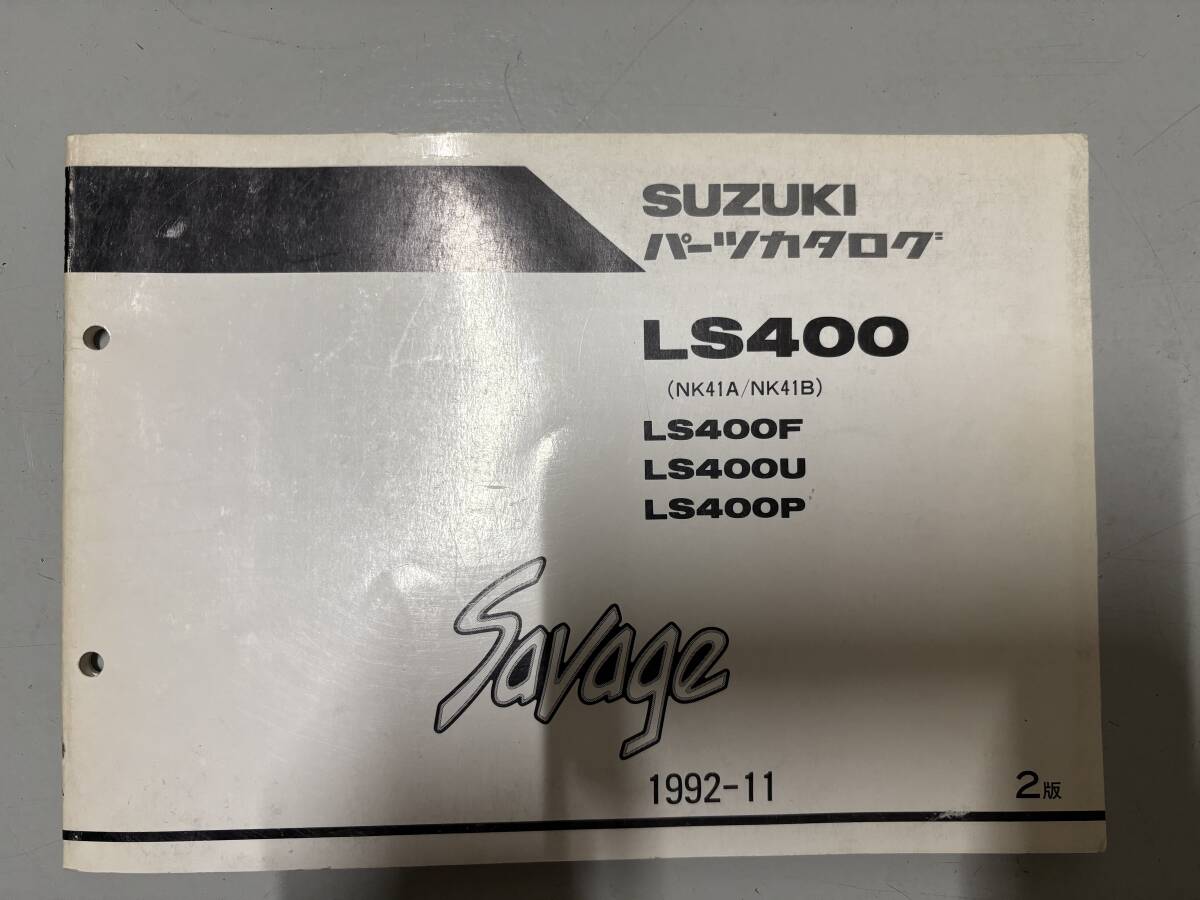 SUZUKI
パーツカタログ
LS400
(NK41A/NK41B)
LS400F
LS400U
LS400P
Savage
1992-11
2版